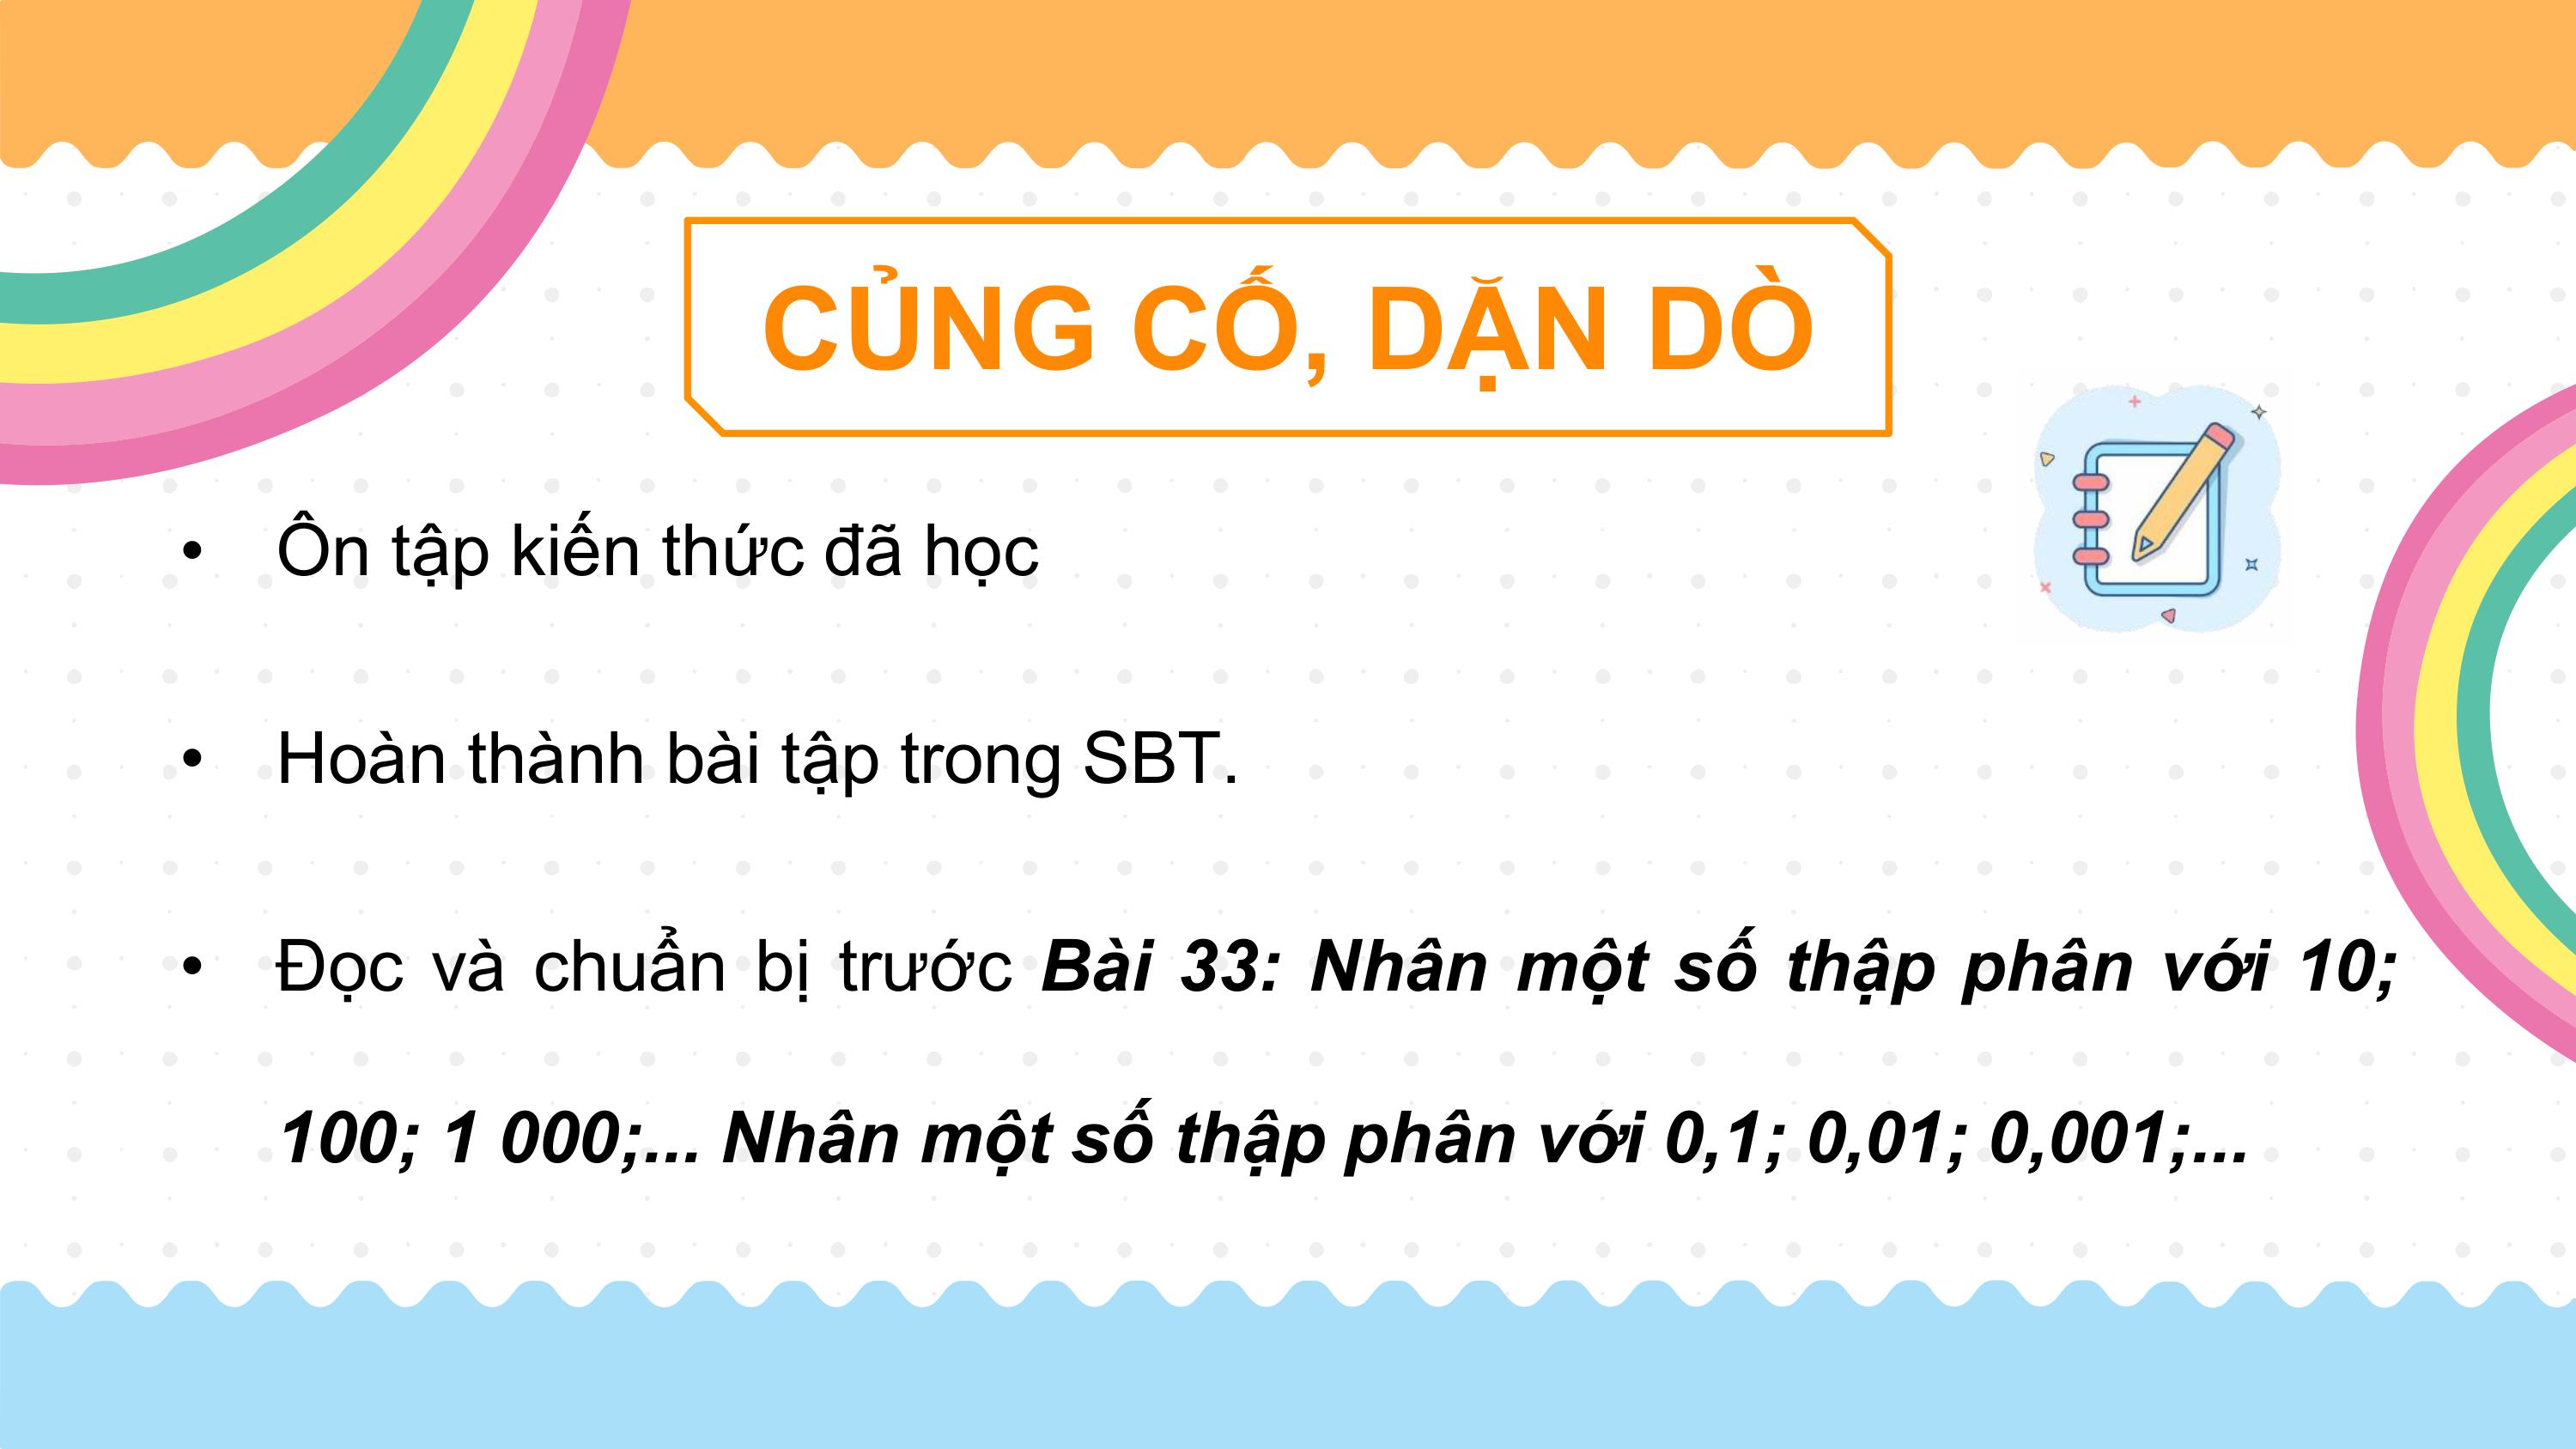 CỦNG CỐ, DẶN DÒ
• Ôn tập kiến thức đã học
• Hoàn thành bài tập trong SBT.
• Đọc và chuẩn bị trước Bài 33: Nhân một số thập phân với 10;
100; 1 000;... Nhân một số thập phân với 0,1; 0,01; 0,001;...